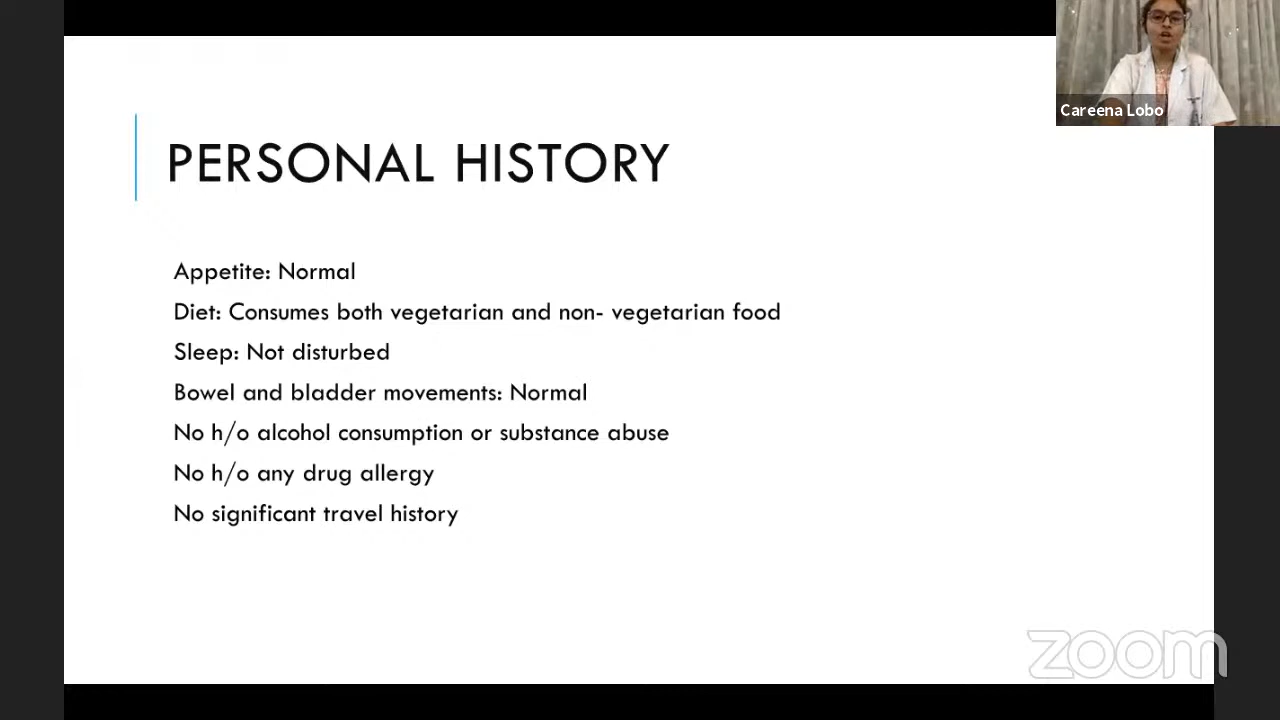 Careena Lobo
PERSONAL HISTORY
Appetite: Normal
Diet: Consumes both vegetarian and non- vegetarian food
Sleep: Not disturbed
Bowel and bladder movements: Normal
No h/o alcohol consumption or substance abuse
No h/o any drug allergy
No significant travel history
zoom